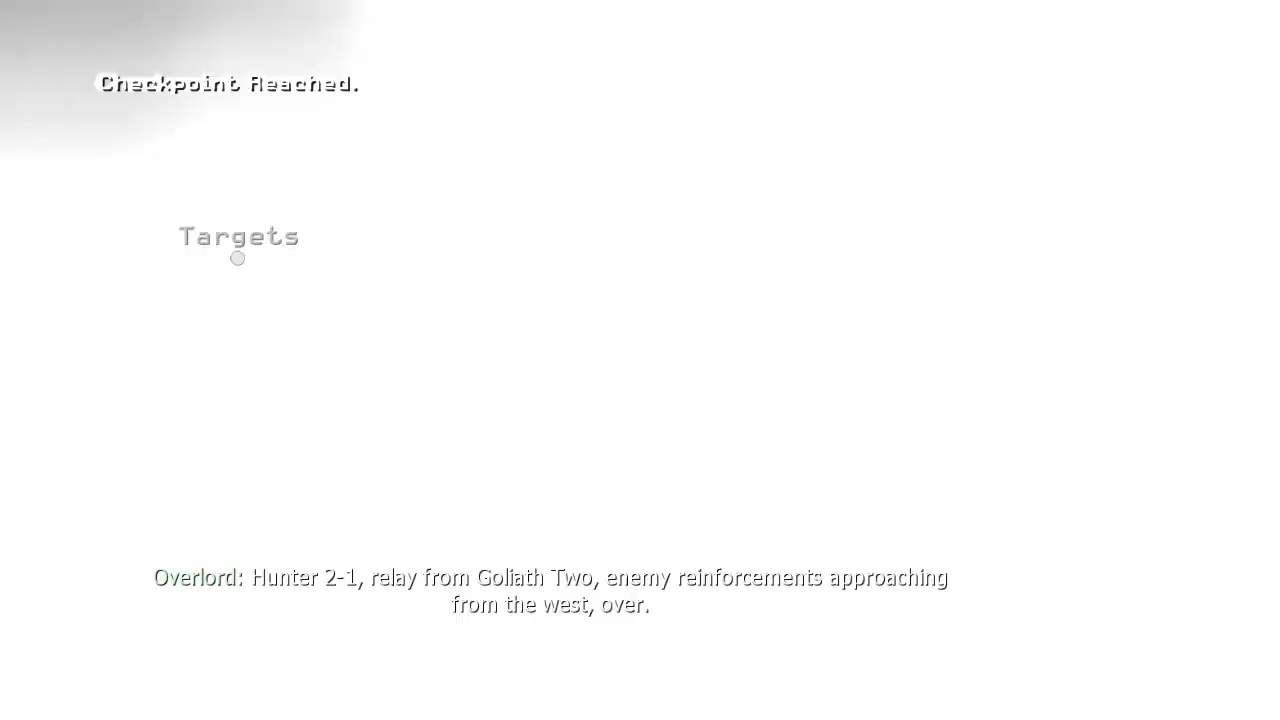 Checkpoint Reached.
Targets
Overlord: Hunter 2-1, relay from Goliath Two, enemy reinforcements approaching
from the west, over.